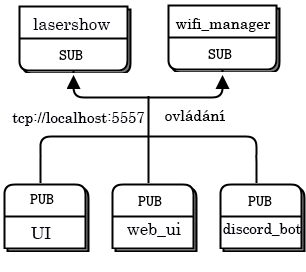 lasershow
SUB
wifi_manager
SUB
tcp://localhost:5557
ovládání
PUB
UI
PUB
web_ui
PUB
discord_bot